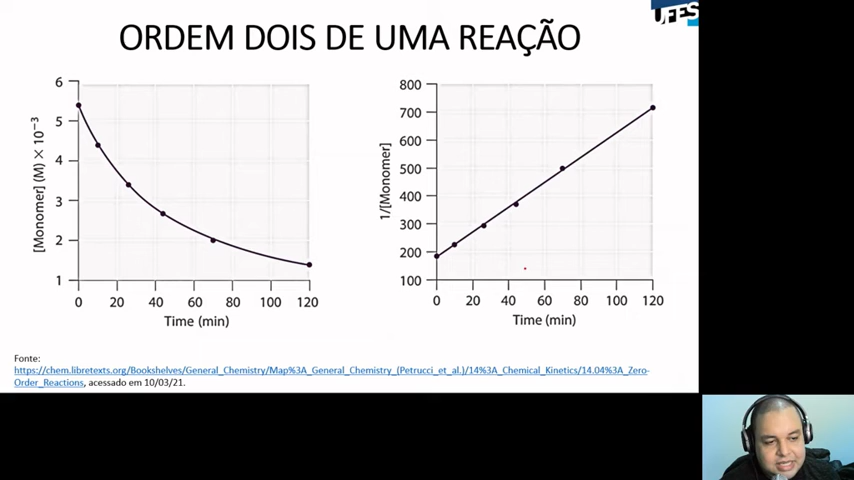 UFES
ORDEM DOIS DE UMA REAÇÃO
[Monomer] (M) × 10⁻³
6
5
4
3
2
1
0 20 40 60 80 100 120
Time (min)
1/[Monomer]
800
700
600
500
400
300
200
100
0 20 40 60 80 100 120
Time (min)
Fonte:
https://chem.libretexts.org/Bookshelves/General_Chemistry/Map%3A_General_Chemistry_(Petrucci_et_al.)/14%3A_Chemical_Kinetics/14.04%3A_Zero-
Order_Reactions, acessado em 10/03/21.